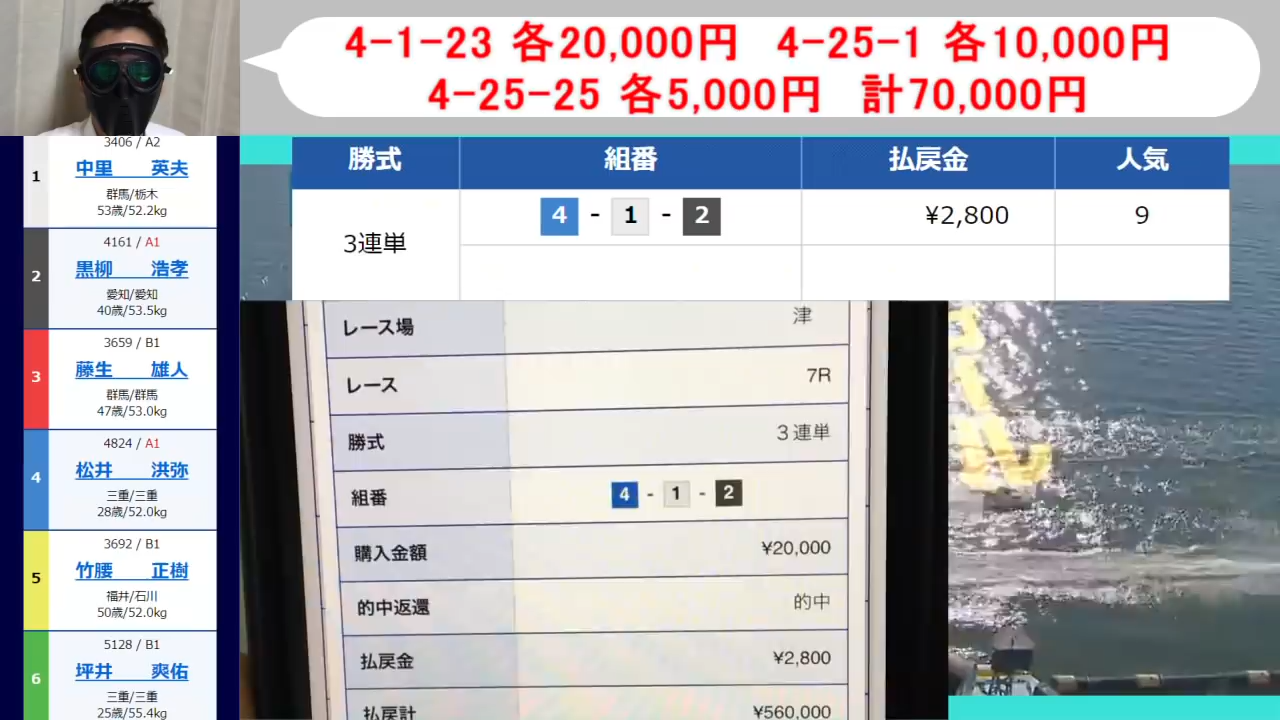 4-1-23 各20,000円 4-25-1 各10,000円
4-25-25 各5,000円 計70,000円
3406 / A2
1
中里 英夫
群馬/栃木
53歳/52.2kg
4161 / A1
2
黒柳 浩孝
愛知/愛知
40歳/53.5kg
3659 / B1
3
藤生 雄人
群馬/群馬
47歳/53.0kg
4824 / A1
4
松井 洪弥
三重/三重
28歳/52.0kg
3692 / B1
5
竹腰 正樹
福井/石川
50歳/52.0kg
5128 / B1
6
坪井 爽佑
三重/三重
25歳/55.4kg
勝式 組番 払戻金 人気
3連単 4 - 1 - 2 ¥2,800 9
レース場 津
レース 7R
勝式 3連単
組番 4 - 1 - 2
購入金額 ¥20,000
的中返還 的中
払戻金 ¥2,800
払戻計 ¥560,000